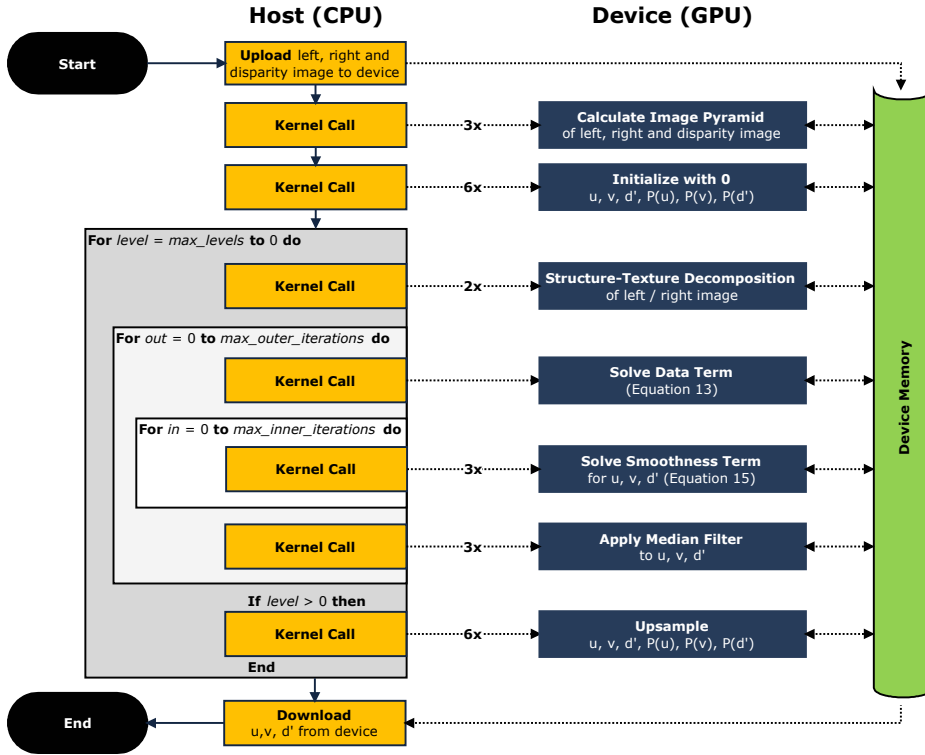 Host (CPU)
Device (GPU)
Start
Upload left, right and
disparity image to device
Kernel Call
3x
Calculate Image Pyramid
of left, right and disparity image
Kernel Call
6x
Initialize with 0
u, v, d', P(u), P(v), P(d')
For level = max_levels to 0 do
Kernel Call
2x
Structure-Texture Decomposition
of left / right image
For out = 0 to max_outer_iterations do
Kernel Call
Solve Data Term
(Equation 13)
For in = 0 to max_inner_iterations do
Kernel Call
3x
Solve Smoothness Term
for u, v, d' (Equation 15)
Kernel Call
3x
Apply Median Filter
to u, v, d'
If level > 0 then
Kernel Call
6x
Upsample
u, v, d', P(u), P(v), P(d')
End
Device Memory
End
Download
u,v, d' from device